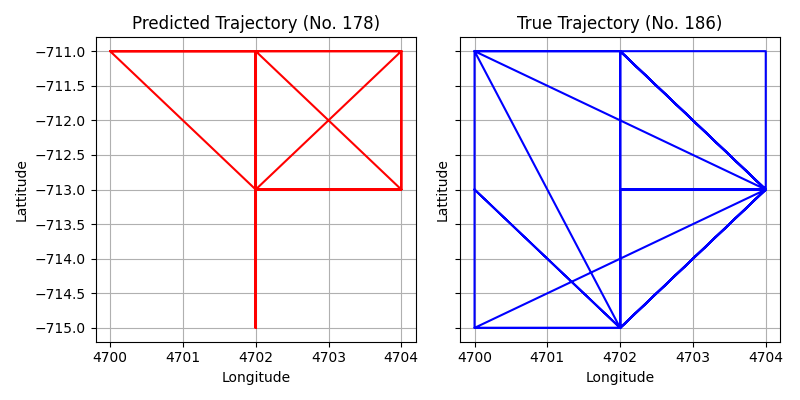 Predicted Trajectory (No. 178)
True Trajectory (No. 186)
−711.0
−711.5
−712.0
−712.5
−713.0
−713.5
−714.0
−714.5
−715.0
Lattitude
Lattitude
4700 4701 4702 4703 4704
4700 4701 4702 4703 4704
Longitude
Longitude